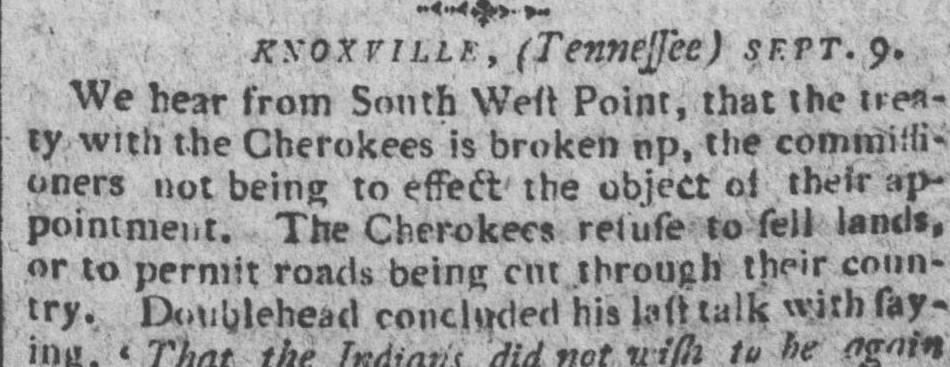 KNOXVILLE, (Tenneſſee) SEPT. 9.
We hear from South Weſt Point, that the trea-
ty with the Cherokees is broken up, the commiſſi-
oners not being to effect the object of their ap-
pointment. The Cherokees refuſe to ſell lands,
or to permit roads being cut through their coun-
try. Doublehead concluded his laſt talk with ſay-
ing, ‘ That the Indians did not wiſh to be again